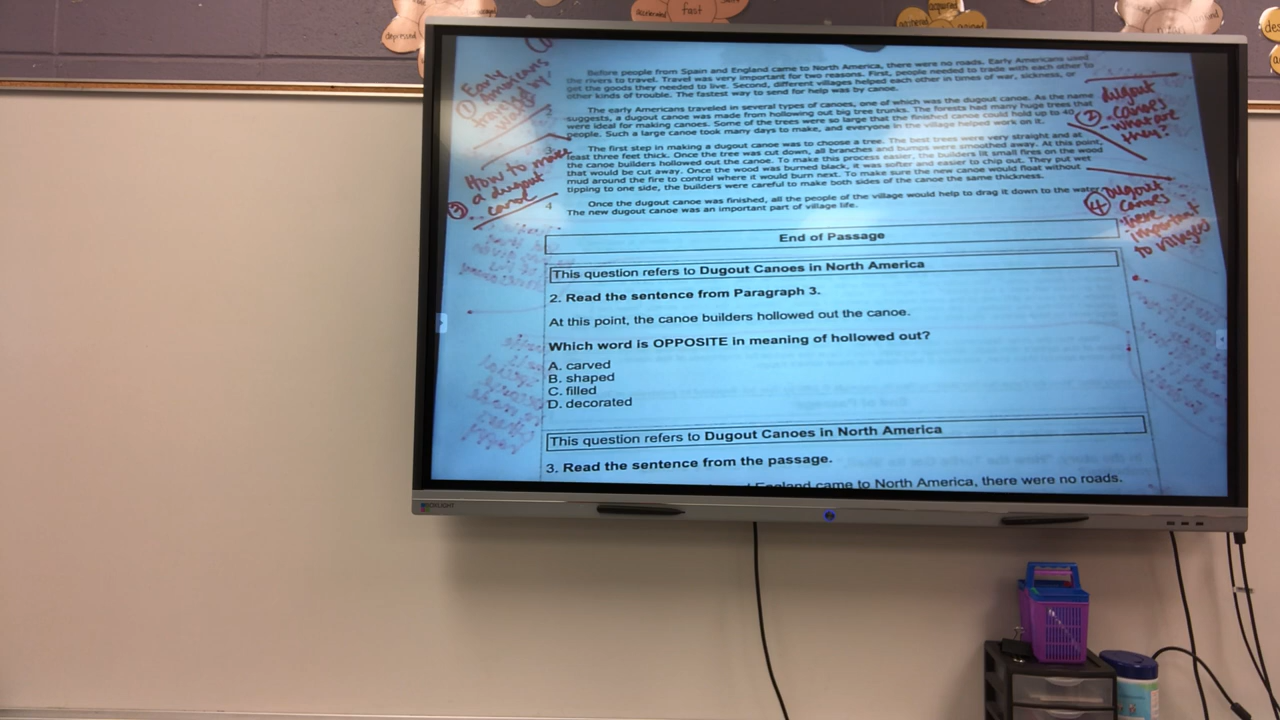 deprived
fast
Before people from Spain and England came to North America, there were no roads. Early Americans used
the rivers to travel. Travel was very important for two reasons. First, people needed to trade with each other to
get the goods they needed to live. Second, different villages helped each other in times of war, sickness, or
other kinds of trouble. The fastest way to send for help was by canoe.
The early Americans traveled in several types of canoes, one of which was the dugout canoe. As the name
suggests, a dugout canoe was made from hollowing out big tree trunks. The forests had many huge trees that
were ideal for making canoes. Some of the trees were so large that the finished canoe could hold up to 40
people. Such a large canoe took many days to make, and everyone in the village helped work on it.
3
The first step in making a dugout canoe was to choose a tree. The best trees were very straight and at
least three feet thick. Once the tree was cut down, all branches and bumps were smoothed away. At this point,
the canoe builders hollowed out the canoe. To make this process easier, the builders lit small fires on the wood
that would be cut away. Once the wood was burned black, it was softer and easier to chip out. They put wet
mud around the fire to control where it would burn next. To make sure the new canoe would float without
tipping to one side, the builders were careful to make both sides of the canoe the same thickness.
4
Once the dugout canoe was finished, all the people of the village would help to drag it down to the water.
The new dugout canoe was an important part of village life.
① Early
Americans
by
③ How to make
a dugout
canoe
② dugout
canoes
- what are
they?
④ Dugout
Canoes
important
to villages
End of Passage
This question refers to Dugout Canoes in North America
2. Read the sentence from Paragraph 3.
At this point, the canoe builders hollowed out the canoe.
Which word is OPPOSITE in meaning of hollowed out?
A. carved
B. shaped
C. filled
D. decorated
This question refers to Dugout Canoes in North America
3. Read the sentence from the passage.
England came to North America, there were no roads.
BOXLIGHT